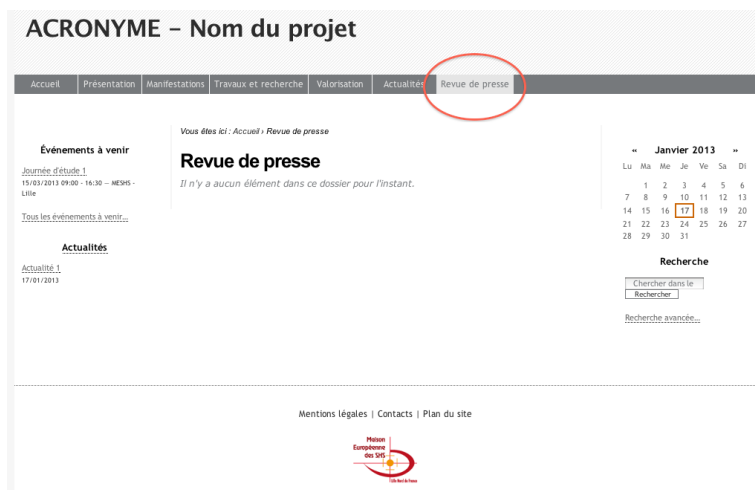 ACRONYME – Nom du projet
Accueil Présentation Manifestations Travaux et recherche Valorisation Actualités Revue de presse
Vous êtes ici : Accueil › Revue de presse
Revue de presse
Il n'y a aucun élément dans ce dossier pour l'instant.
Événements à venir
Journée d'étude 1
15/03/2013 09:00 - 16:30 — MESHS -
Lille
Tous les événements à venir...
Actualités
Actualité 1
17/01/2013
« Janvier 2013 »
Lu Ma Me Je Ve Sa Di
1 2 3 4 5 6
7 8 9 10 11 12 13
14 15 16 17 18 19 20
21 22 23 24 25 26 27
28 29 30 31
Recherche
Chercher dans le
Rechercher
Recherche avancée...
Mentions légales | Contacts | Plan du site
Maison
Européenne
des SHS
Lille Nord de France